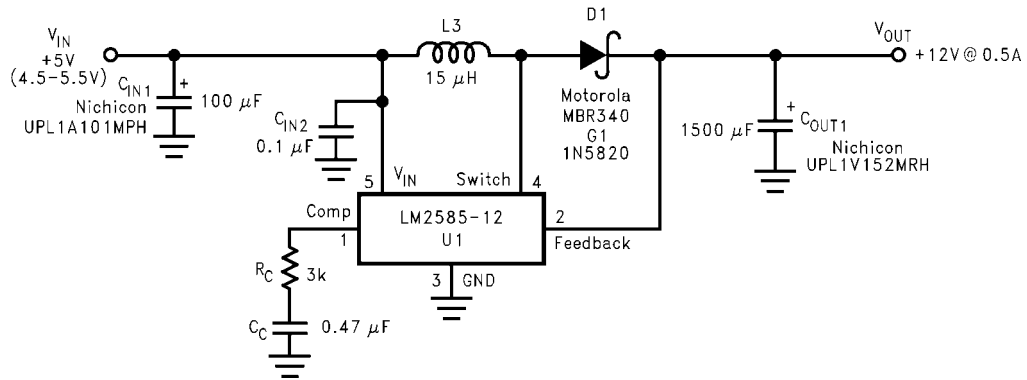 D1
V_IN
L3
V_OUT
+5V
+12V@0.5A
(4.5-5.5V)
15 μH
C_IN1
+
100 μF
Nichicon
UPL1A101MPH
Motorola
MBR340
G1
1N5820
C_IN2
0.1 μF
1500 μF
+
C_OUT1
Nichicon
UPL1V152MRH
5
V_IN
Switch
4
Comp
1
LM2585-12
U1
2
Feedback
3
GND
R_C
3k
C_C
0.47 μF